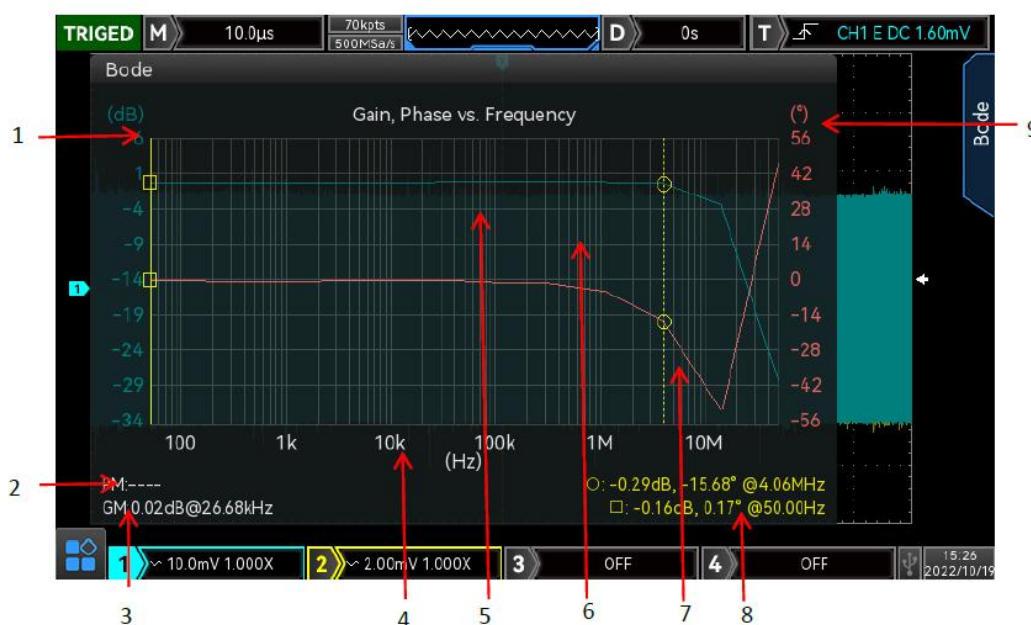 TRIGED M 10.0μs 70kpts 500MSa/s D 0s T CH1 E DC 1.60mV
Bode
Bode
(dB) Gain, Phase vs. Frequency (°)
1 6 56 9
1 42
-4 28
-9 14
-14 0
1
-19 -14
-24 -28
-29 -42
-34 -56
100 1k 10k 100k 1M 10M
(Hz)
2 PM:---- ○: -0.29dB, -15.68° @4.06MHz
GM:0.02dB@26.68kHz □: -0.16dB, 0.17° @50.00Hz
1 ~ 10.0mV 1.000X 2 ~ 2.00mV 1.000X 3 OFF 4 OFF 15:26
2022/10/19
3 4 5 6 7 8